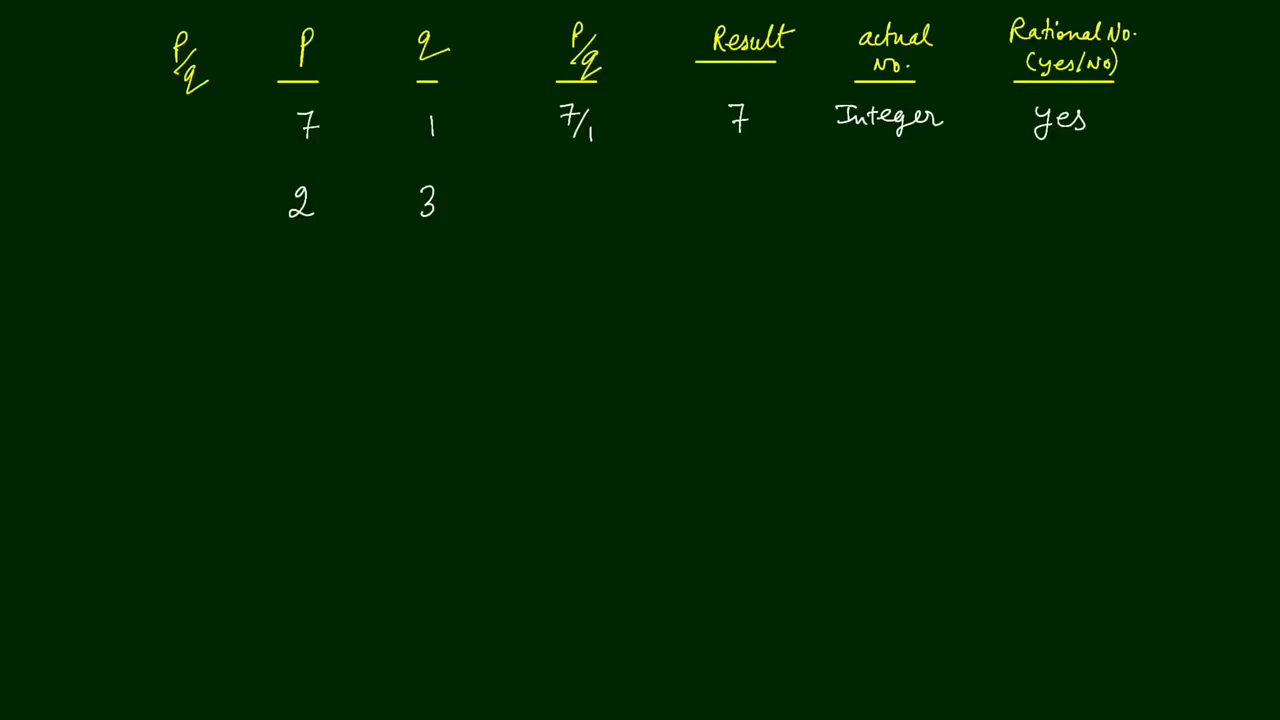 P/q P q P/q Result actual No. Rational No. (yes/No)
7 1 7/1 7 Integer yes
2 3